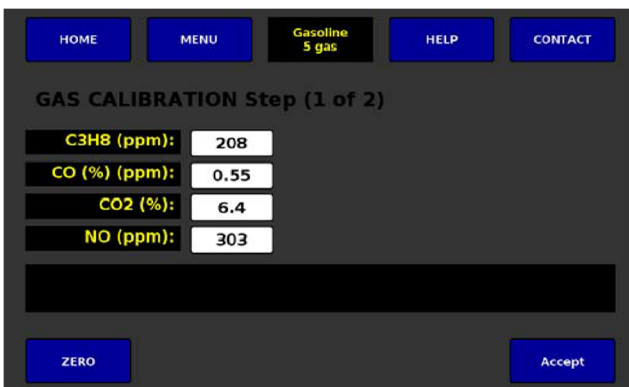 HOME
MENU
Gasoline
5 gas
HELP
CONTACT
GAS CALIBRATION Step (1 of 2)
C3H8 (ppm): 208
CO (%) (ppm): 0.55
CO2 (%): 6.4
NO (ppm): 303
ZERO
Accept